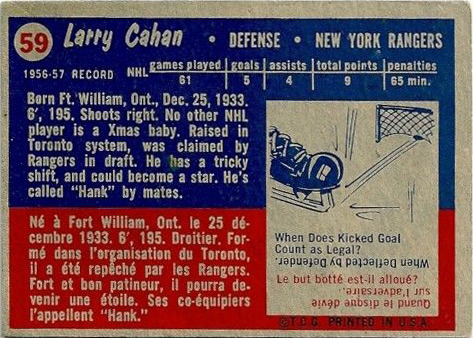 59 Larry Cahan • DEFENSE • NEW YORK RANGERS
1956-57 RECORD NHL games played goals assists total points penalties
61 5 4 9 65 min.
Born Ft. William, Ont., Dec. 25, 1933.
6', 195. Shoots right. No other NHL
player is a Xmas baby. Raised in
Toronto system, was claimed by
Rangers in draft. He has a tricky
shift, and could become a star. He's
called "Hank" by mates.
Né à Fort William, Ont. le 25 dé-
cembre 1933. 6', 195. Droitier. For-
mé dans l'organisation du Toronto,
il a été repêché par les Rangers.
Fort et bon patineur, il pourra de-
venir une étoile. Ses co-équipiers
l'appellent "Hank."
When Does Kicked Goal
Count as Legal?
When Deflected by Defender.
Le but botté est-il alloué?
Quand le disque dévie
sur l'adversaire.
© T.C.G. PRINTED IN U.S.A.